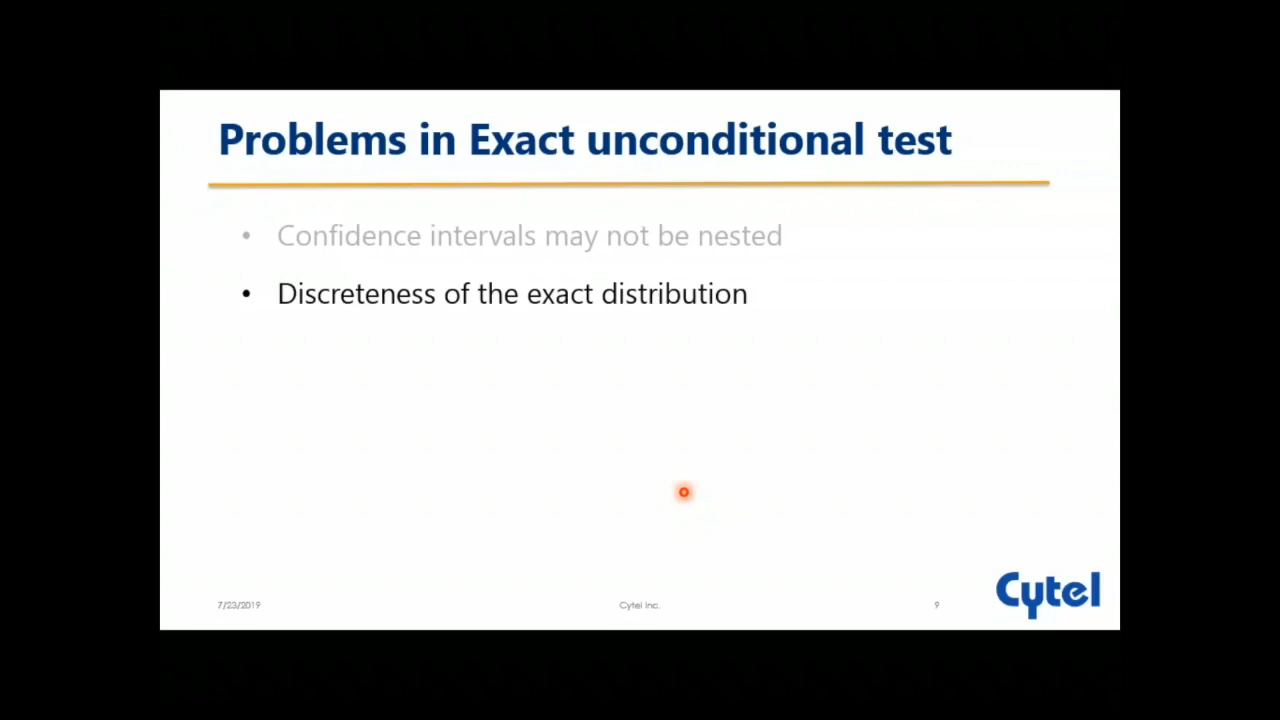 Problems in Exact unconditional test
• Confidence intervals may not be nested
• Discreteness of the exact distribution
7/23/2019
Cytel Inc.
9
Cytel